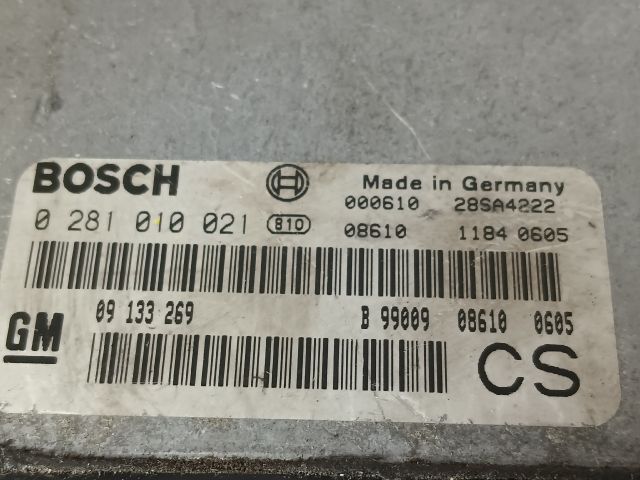 BOSCH
Made in Germany
000610 28SA4222
0 281 010 021 810
08610 1184 0605
09 133 269 B 99009 08610 0605
GM
CS